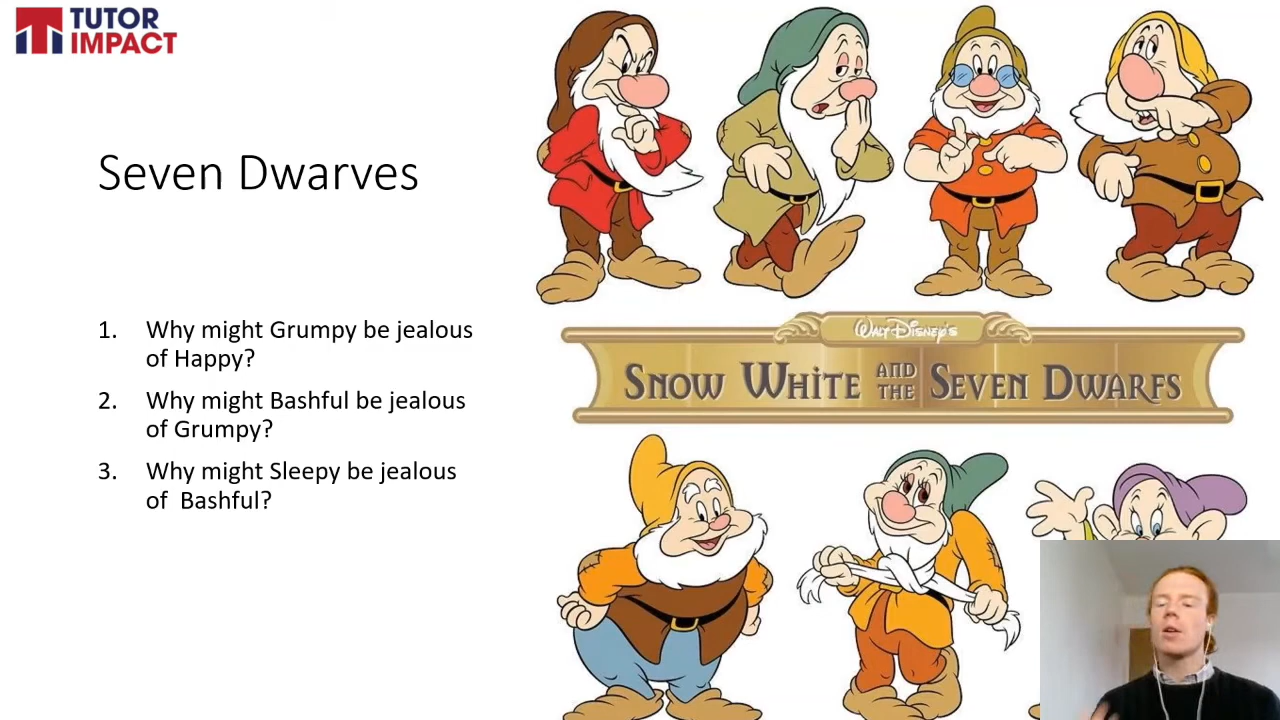 TUTOR
IMPACT
Seven Dwarves
1. Why might Grumpy be jealous
of Happy?
2. Why might Bashful be jealous
of Grumpy?
3. Why might Sleepy be jealous
of  Bashful?
WALT DISNEY'S
SNOW WHITE AND THE SEVEN DWARFS